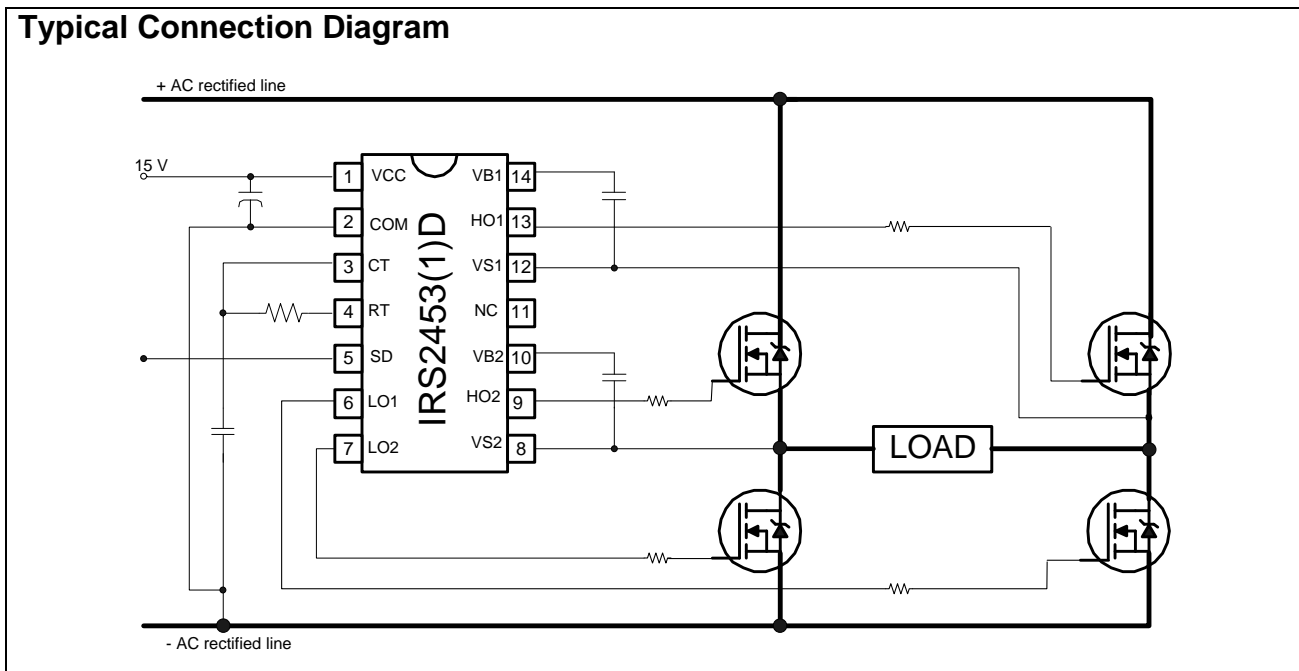 Typical Connection Diagram
+ AC rectified line
15 V
1 VCC VB1 14
2 COM HO1 13
3 CT VS1 12
4 RT NC 11
5 SD VB2 10
6 LO1 HO2 9
7 LO2 VS2 8
IRS2453(1)D
LOAD
- AC rectified line